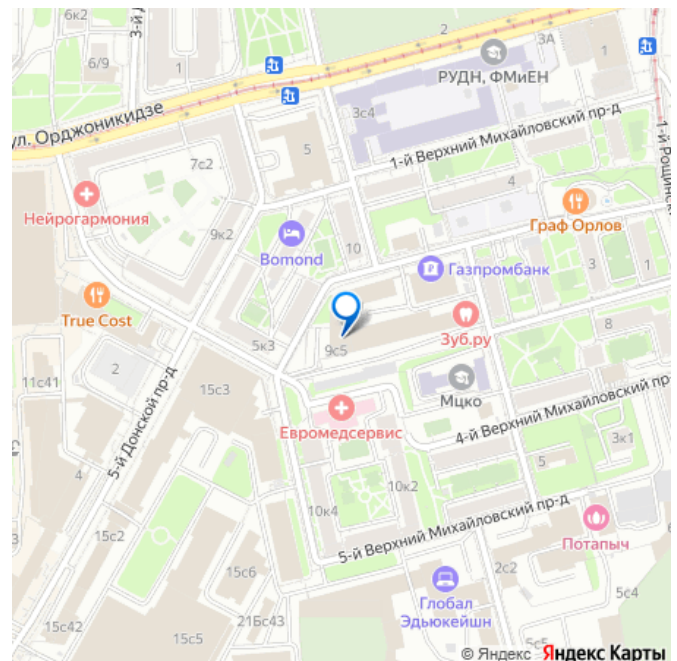 6к2
3-й Д
2
3А
1
6/9
1
РУДН, ФМиЕН
ул. Орджоникидзе
3с4
5
1-й Верхний Михайловский пр-д
1-й Рощинск
7с2
4
Нейрогармония
Граф Орлов
9к2
Bomond
10
Газпромбанк
3
1
True Cost
5к3
9с5
Зуб.ру
8
2
11с41
15с3
Мцко
Евромедсервис
4-й Верхний Михайловский пр
5-й Донской пр-д
3к1
4
10к2
5
10к4
5-й Верхний Михайловский пр-д
Потапыч
15с2
2с2
15с6
Глобал
Эдьюкейшн
5с4
21Бс43
15с42
15с5
5с5
© Яндекс Яндекс Карты